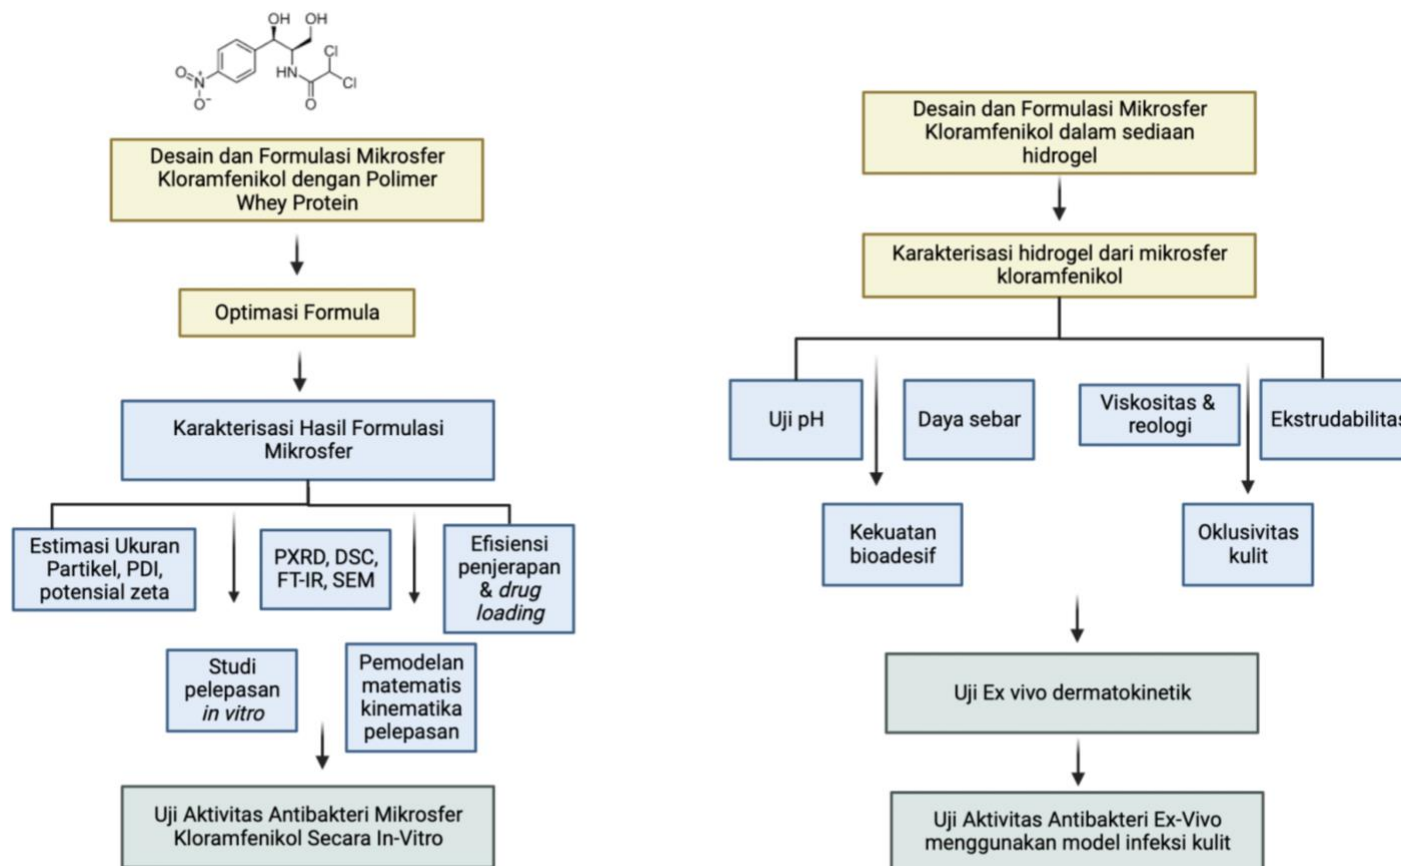 OH
OH
Cl
Cl
HN
O
O
N+
O-
Desain dan Formulasi Mikrosfer
Kloramfenikol dengan Polimer
Whey Protein
Optimasi Formula
Karakterisasi Hasil Formulasi
Mikrosfer
Estimasi Ukuran
Partikel, PDI,
potensial zeta
PXRD, DSC,
FT-IR, SEM
Efisiensi
penjerapan
& drug
loading
Studi
pelepasan
in vitro
Pemodelan
matematis
kinematika
pelepasan
Uji Aktivitas Antibakteri Mikrosfer
Kloramfenikol Secara In-Vitro
Desain dan Formulasi Mikrosfer
Kloramfenikol dalam sediaan
hidrogel
Karakterisasi hidrogel dari mikrosfer
kloramfenikol
Uji pH
Daya sebar
Viskositas &
reologi
Ekstrudabilitas
Kekuatan
bioadesif
Oklusivitas
kulit
Uji Ex vivo dermatokinetik
Uji Aktivitas Antibakteri Ex-Vivo
menggunakan model infeksi kulit